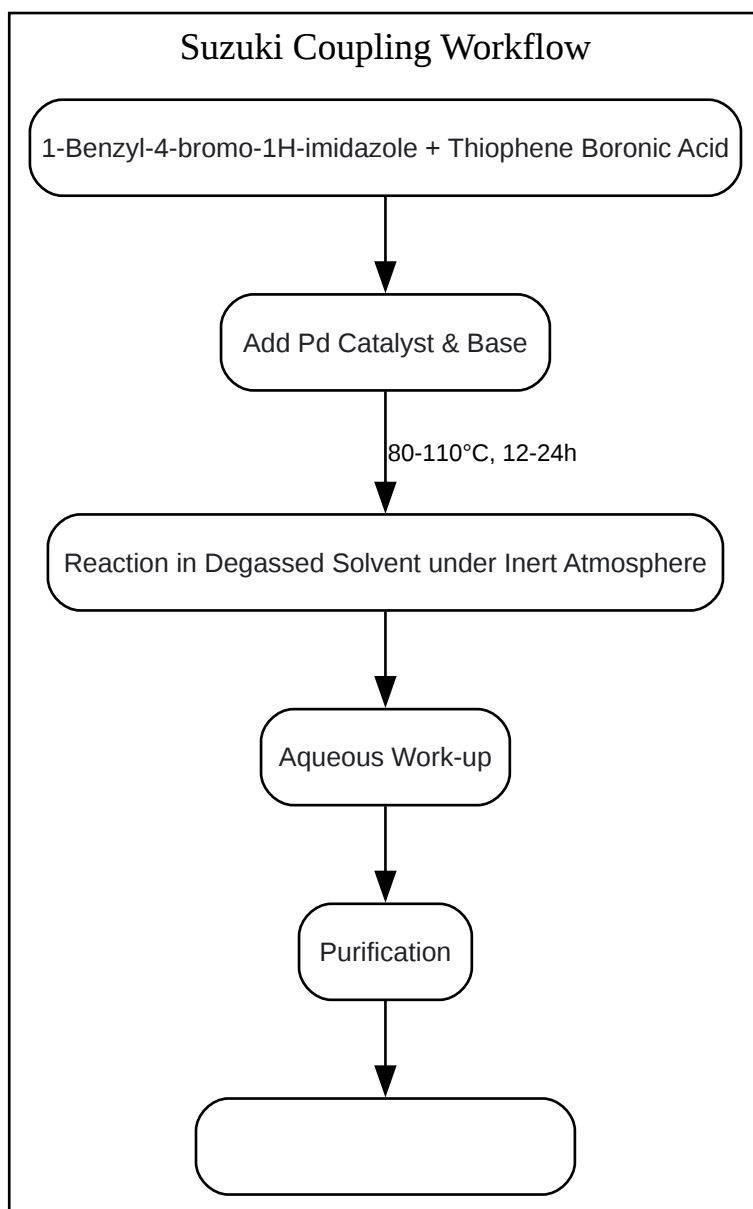 Suzuki Coupling Workflow
1-Benzyl-4-bromo-1H-imidazole + Thiophene Boronic Acid
Add Pd Catalyst & Base
80-110°C, 12-24h
Reaction in Degassed Solvent under Inert Atmosphere
Aqueous Work-up
Purification